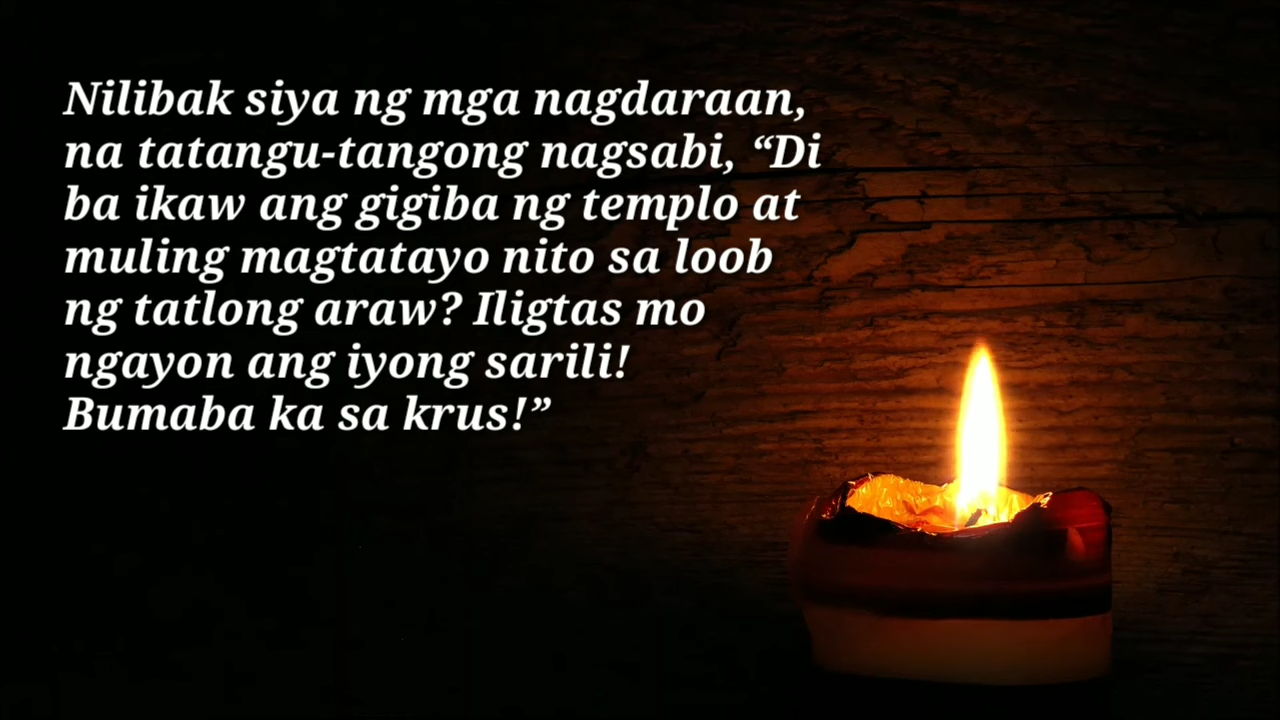 Nilibak siya ng mga nagdaraan,
na tatangu-tangong nagsabi, “Di
ba ikaw ang gigiba ng templo at
muling magtatayo nito sa loob
ng tatlong araw? Iligtas mo
ngayon ang iyong sarili!
Bumaba ka sa krus!”